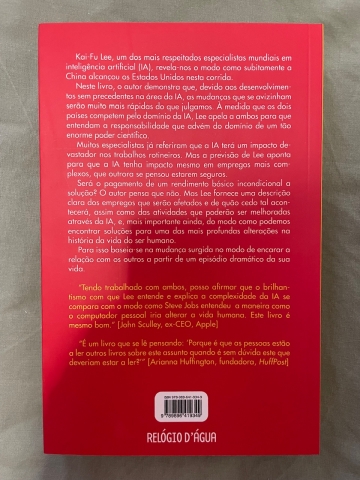 Kai-Fu Lee, um dos mais respeitados especialistas mundiais em
inteligência artificial (IA), revela-nos o modo como subitamente a
China alcançou os Estados Unidos nesta corrida.
Neste livro, o autor demonstra que, devido aos desenvolvimen-
tos sem precedentes na área da IA, as mudanças que se avizinham
serão muito mais rápidas do que julgamos. À medida que os dois
países competem pelo domínio da IA, Lee apela a ambos para que
entendam a responsabilidade que advém do domínio de um tão
enorme poder científico.
Muitos especialistas já referiram que a IA terá um impacto de-
vastador nos trabalhos rotineiros. Mas a previsão de Lee aponta
para que a IA tenha impacto mesmo em empregos mais com-
plexos, que outrora se pensou estarem seguros.
Será o pagamento de um rendimento básico incondicional a
solução? O autor pensa que não. Mas Lee fornece uma descrição
clara dos empregos que serão afetados e de quão cedo tal aconte-
cerá, assim como das atividades que poderão ser melhoradas
através da IA, e, mais importante ainda, do modo como podemos
encontrar soluções para uma das mais profundas alterações na
história da vida do ser humano.
Para isso baseia-se na mudança surgida no modo de encarar a
relação com os outros a partir de um episódio dramático da sua
vida.
“Tendo trabalhado com ambos, posso afirmar que o brilhan-
tismo com que Lee entende e explica a complexidade da IA se
compara com o modo como Steve Jobs entendeu a maneira como
o computador pessoal iria alterar a vida humana. Este livro é
mesmo bom.” [John Sculley, ex-CEO, Apple]
“É um livro que se lê pensando: ‘Porque é que as pessoas estão
a ler outros livros sobre este assunto quando é sem dúvida este que
deveriam estar a ler?’” [Arianna Huffington, fundadora, HuffPost]
RELÓGIO D'ÁGUA